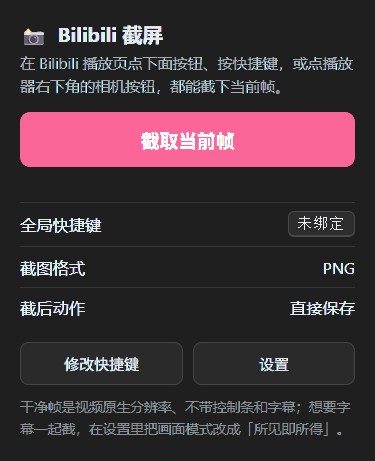 Bilibili 截屏
在 Bilibili 播放页点下面按钮、按快捷键，或点播放
器右下角的相机按钮，都能截下当前帧。
截取当前帧
全局快捷键 未绑定
截图格式 PNG
截后动作 直接保存
修改快捷键 设置
干净帧是视频原生分辨率、不带控制条和字幕；想要字
幕一起截，在设置里把画面模式改成「所见即所得」。